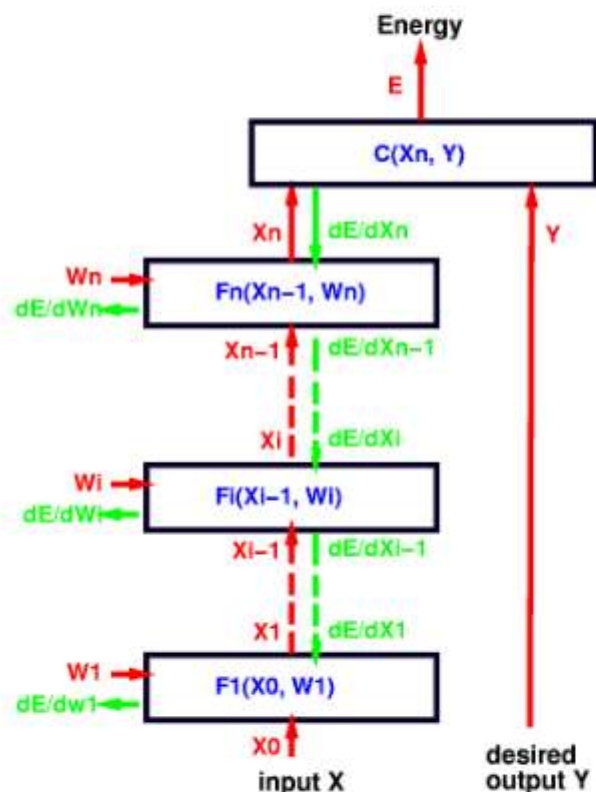 Energy
E
C(Xn, Y)
Xn
dE/dXn
Y
Wn
Fn(Xn-1, Wn)
dE/dWn
Xn-1
dE/dXn-1
Xi
dE/dXi
Wi
Fi(Xi-1, Wi)
dE/dWi
Xi-1
dE/dXi-1
X1
dE/dX1
W1
F1(X0, W1)
dE/dw1
X0
input X
desired
output Y